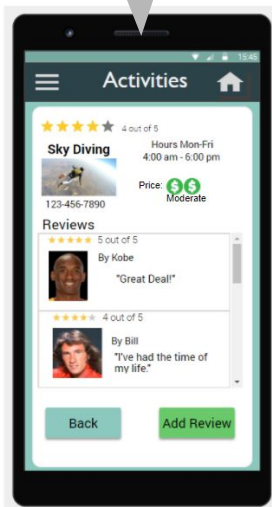 15:45
Activities
4 out of 5
Sky Diving
Hours Mon-Fri
4:00 am - 6:00 pm
Price: $ $
Moderate
123-456-7890
Reviews
5 out of 5
By Kobe
"Great Deal!"
4 out of 5
By Bill
"I've had the time of
my life."
Back
Add Review